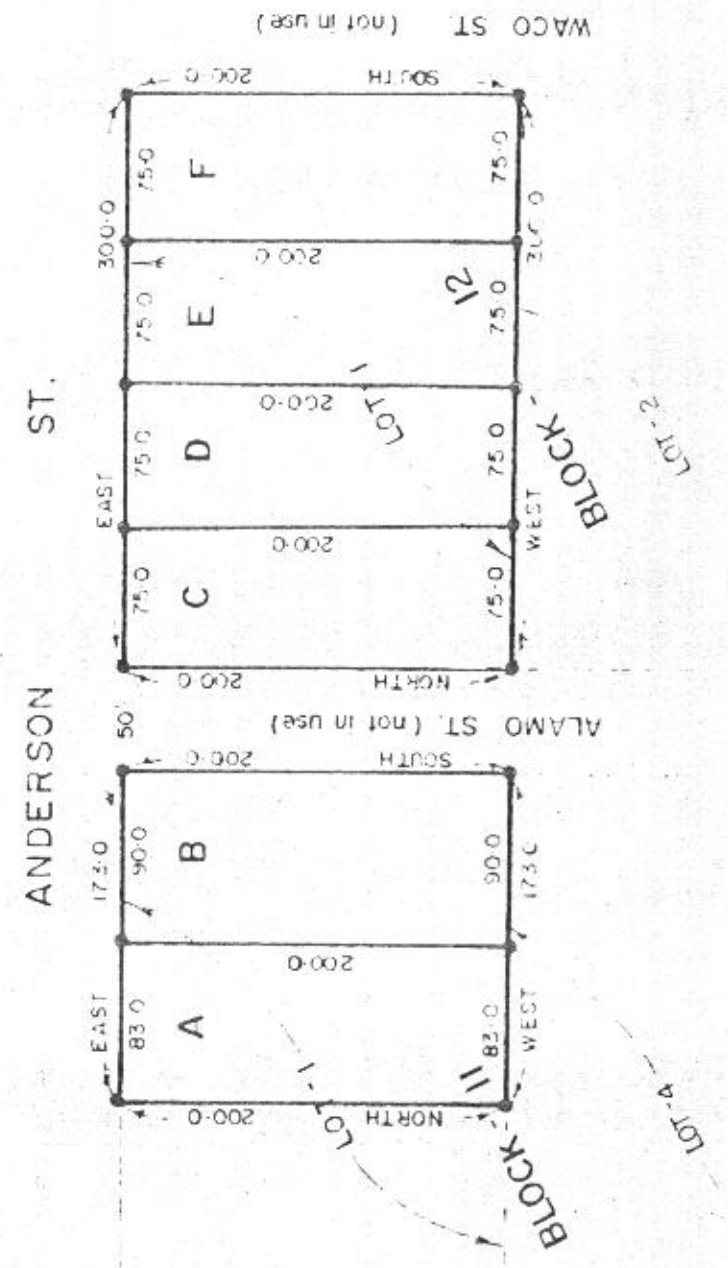 ANDERSON ST.
EAST 173.0 50' EAST 300.0
83.0 90.0 75.0 75.0 75.0 75.0
A B C D E F
200.0 NORTH
200.0
200.0 SOUTH
ALAMO ST. (not in use)
200.0 NORTH
200.0
200.0
200.0
200.0 SOUTH
WACO ST (not in use)
LOT 1
LOT 1
83.0 90.0 75.0 75.0 75.0 75.0
WEST 173.0 WEST 300.0
BLOCK 11
BLOCK 12
LOT-4
LOT-2